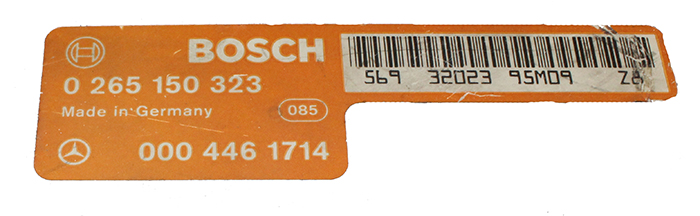 BOSCH
0 265 150 323
Made in Germany 085
000 446 1714
569 32023 95M09 Z8